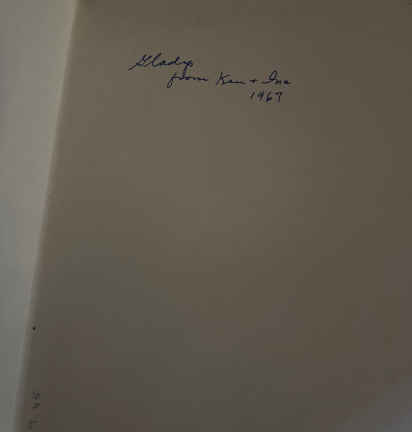 Gladys
from Ken + Ina
1967